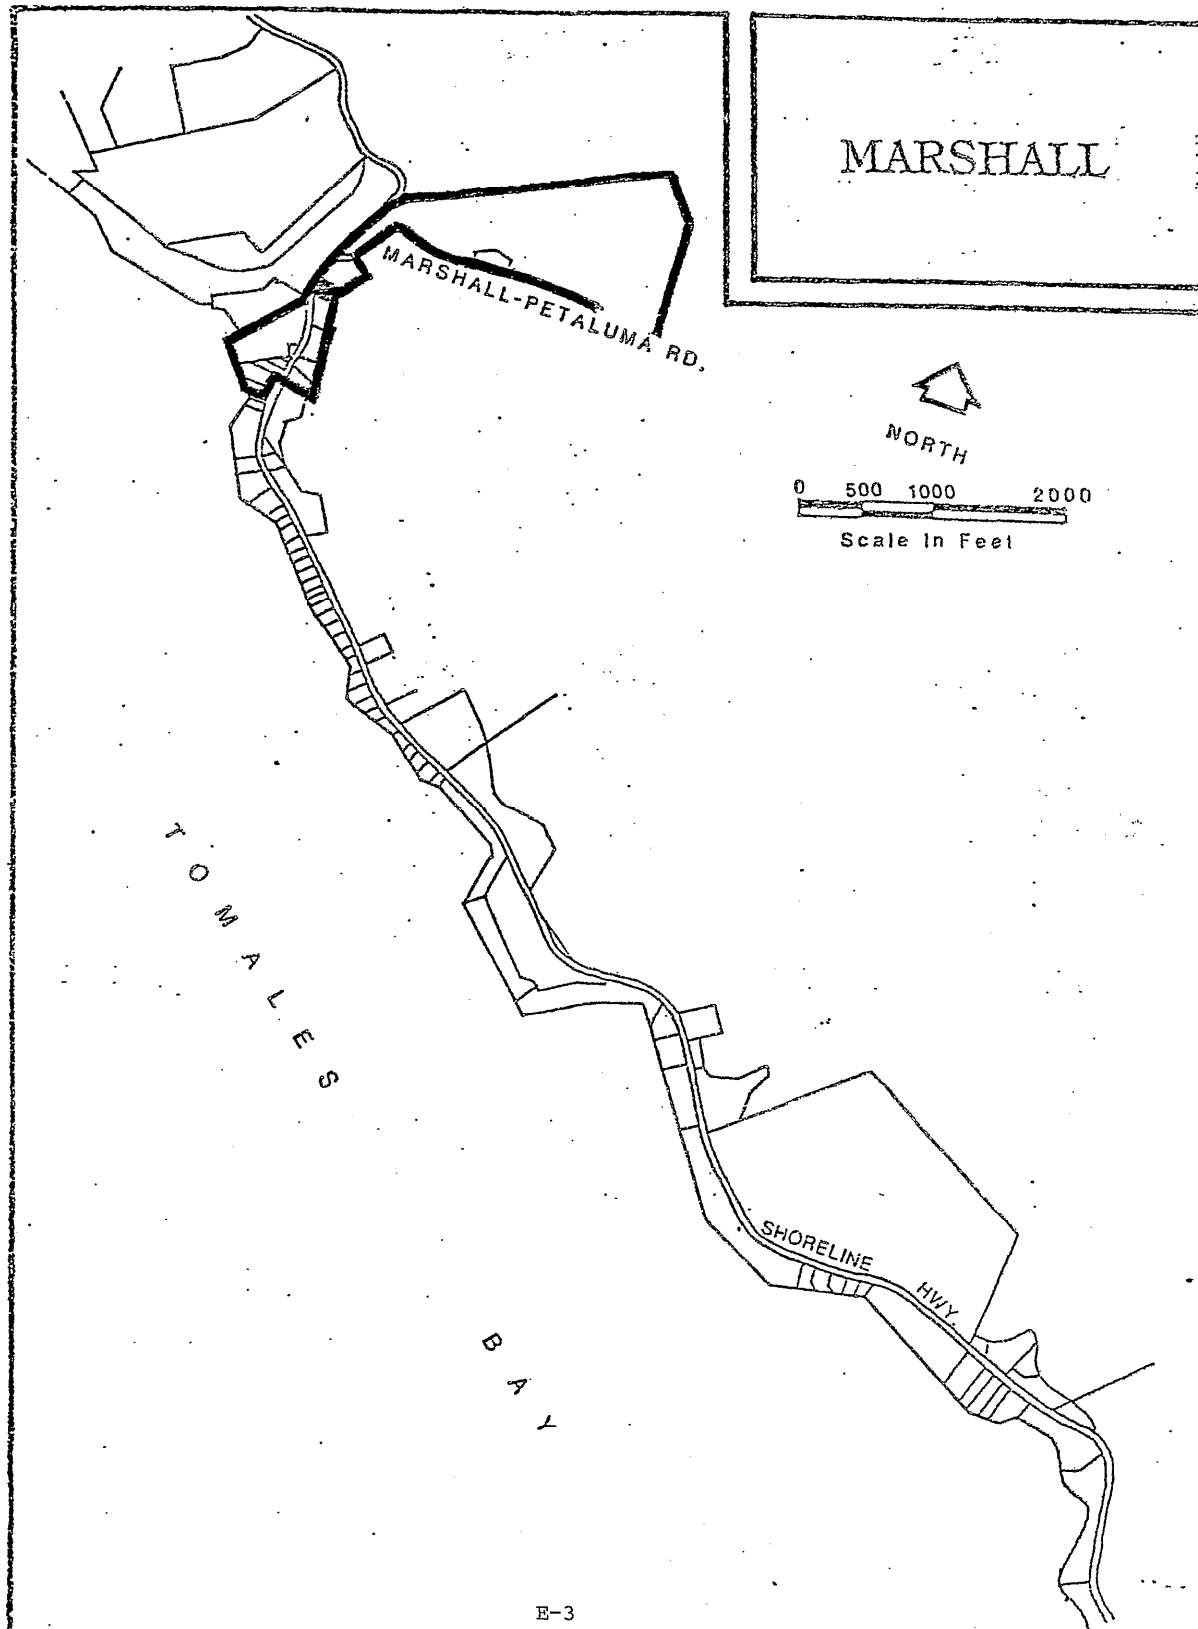 MARSHALL
MARSHALL-PETALUMA RD.
NORTH
0 500 1000 2000
Scale In Feet
TOMALES
BAY
SHORELINE HWY.
E-3